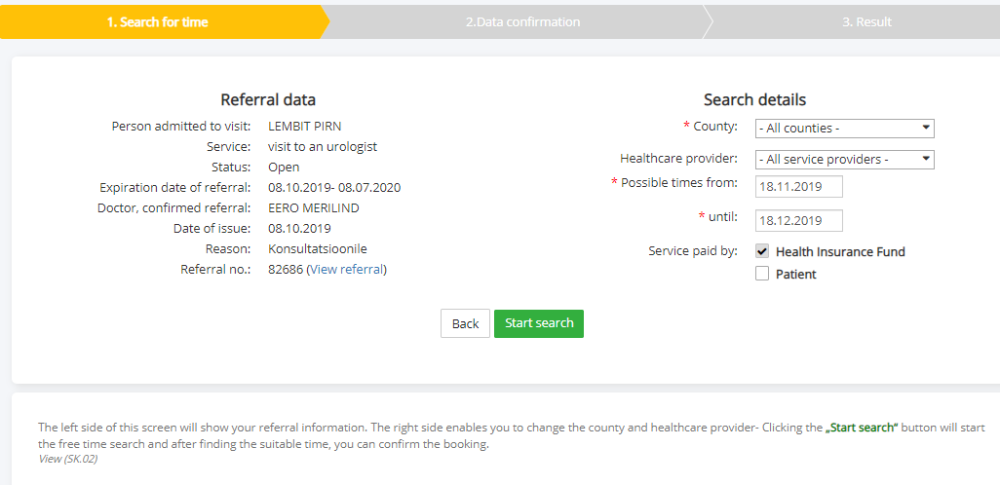 1. Search for time
2.Data confirmation
3. Result
Referral data
Person admitted to visit: LEMBIT PIRN
Service: visit to an urologist
Status: Open
Expiration date of referral: 08.10.2019- 08.07.2020
Doctor, confirmed referral: EERO MERILIND
Date of issue: 08.10.2019
Reason: Konsultatsioonile
Referral no.: 82686 (View referral)
Search details
* County: - All counties -
Healthcare provider: - All service providers -
* Possible times from: 18.11.2019
* until: 18.12.2019
Service paid by: Health Insurance Fund
Patient
Back
Start search
The left side of this screen will show your referral information. The right side enables you to change the county and healthcare provider- Clicking the „Start search“ button will start
the free time search and after finding the suitable time, you can confirm the booking.
View (SK.02)